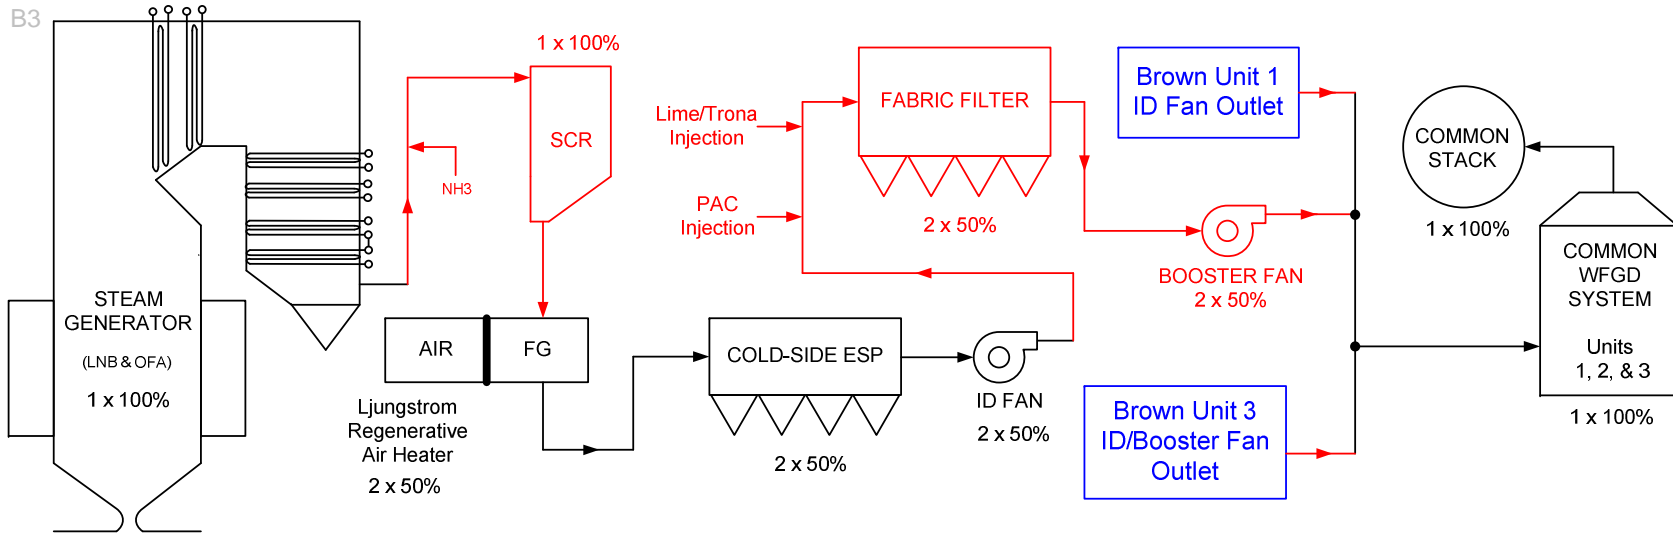 B3
STEAM
GENERATOR
(LNB & OFA)
1 x 100%
1 x 100%
SCR
NH3
AIR
FG
Ljungstrom
Regenerative
Air Heater
2 x 50%
Lime/Trona
Injection
PAC
Injection
FABRIC FILTER
2 x 50%
COLD-SIDE ESP
2 x 50%
ID FAN
2 x 50%
BOOSTER FAN
2 x 50%
Brown Unit 1
ID Fan Outlet
Brown Unit 3
ID/Booster Fan
Outlet
COMMON
STACK
1 x 100%
COMMON
WFGD
SYSTEM
Units
1, 2, & 3
1 x 100%